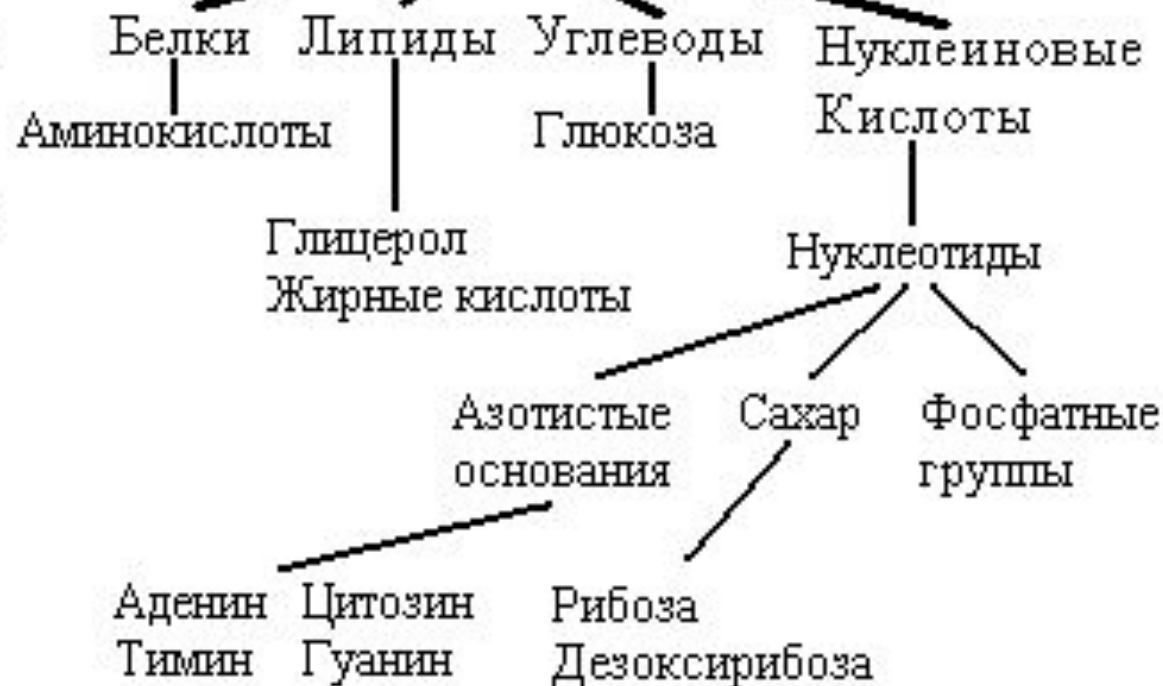 Белки Липиды Углеводы Нуклеиновые
Кислоты
Аминокислоты Глюкоза
Глицерол
Жирные кислоты
Нуклеотиды
Азотистые
основания
Сахар
Фосфатные
группы
Аденин Цитозин
Тимин Гуанин
Рибоза
Дезоксирибоза